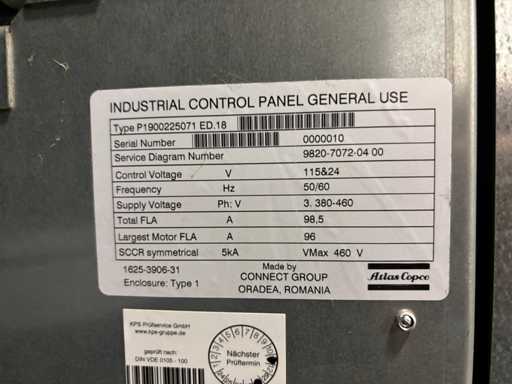 INDUSTRIAL CONTROL PANEL GENERAL USE
Type P1900225071 ED.18
Serial Number 0000010
Service Diagram Number 9820-7072-04 00
Control Voltage V 115&24
Frequency Hz 50/60
Supply Voltage Ph: V 3. 380-460
Total FLA A 98,5
Largest Motor FLA A 96
SCCR symmetrical 5kA VMax 460 V
1625-3906-31
Enclosure: Type 1
Made by
CONNECT GROUP
ORADEA, ROMANIA
Atlas Copco
KPS Prüfservice GmbH
www.kps-gruppe.de
geprüft nach:
DIN VDE 0105 - 100
Nächster
Prüftermin